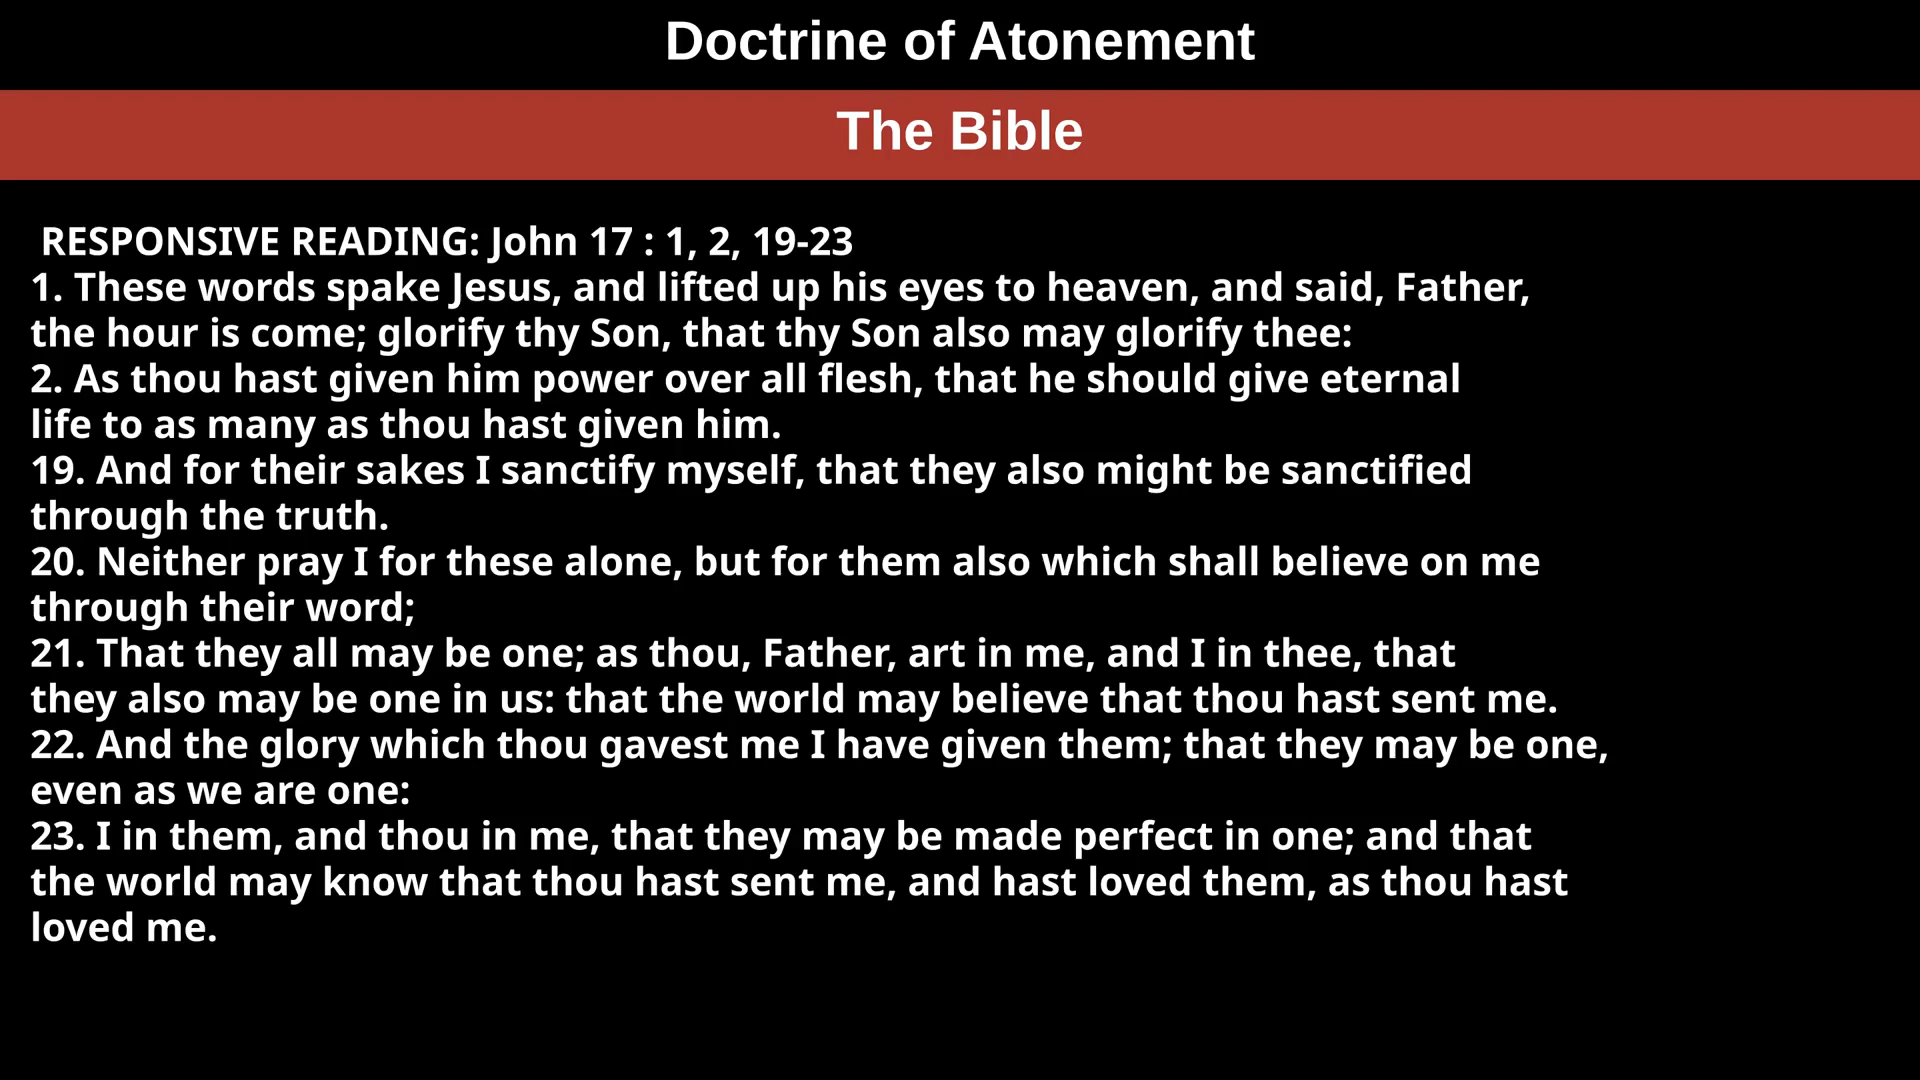 Doctrine of Atonement
The Bible
RESPONSIVE READING: John 17 : 1, 2, 19-23
1. These words spake Jesus, and lifted up his eyes to heaven, and said, Father,
the hour is come; glorify thy Son, that thy Son also may glorify thee:
2. As thou hast given him power over all flesh, that he should give eternal
life to as many as thou hast given him.
19. And for their sakes I sanctify myself, that they also might be sanctified
through the truth.
20. Neither pray I for these alone, but for them also which shall believe on me
through their word;
21. That they all may be one; as thou, Father, art in me, and I in thee, that
they also may be one in us: that the world may believe that thou hast sent me.
22. And the glory which thou gavest me I have given them; that they may be one,
even as we are one:
23. I in them, and thou in me, that they may be made perfect in one; and that
the world may know that thou hast sent me, and hast loved them, as thou hast
loved me.